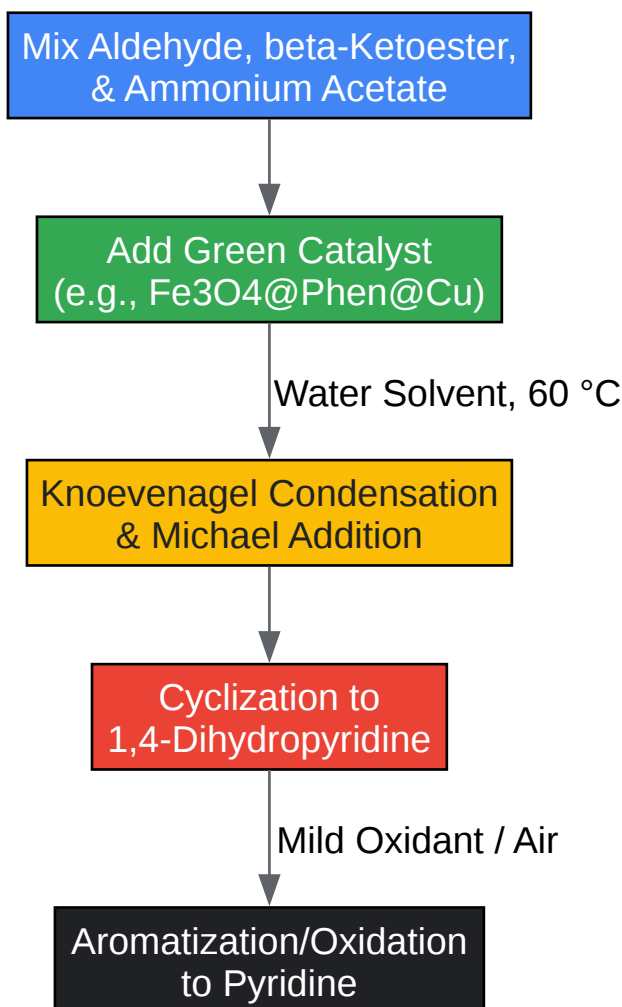 Mix Aldehyde, beta-Ketoester,
& Ammonium Acetate
Add Green Catalyst
(e.g., Fe3O4@Phen@Cu)
Water Solvent, 60 °C
Knoevenagel Condensation
& Michael Addition
Cyclization to
1,4-Dihydropyridine
Mild Oxidant / Air
Aromatization/Oxidation
to Pyridine